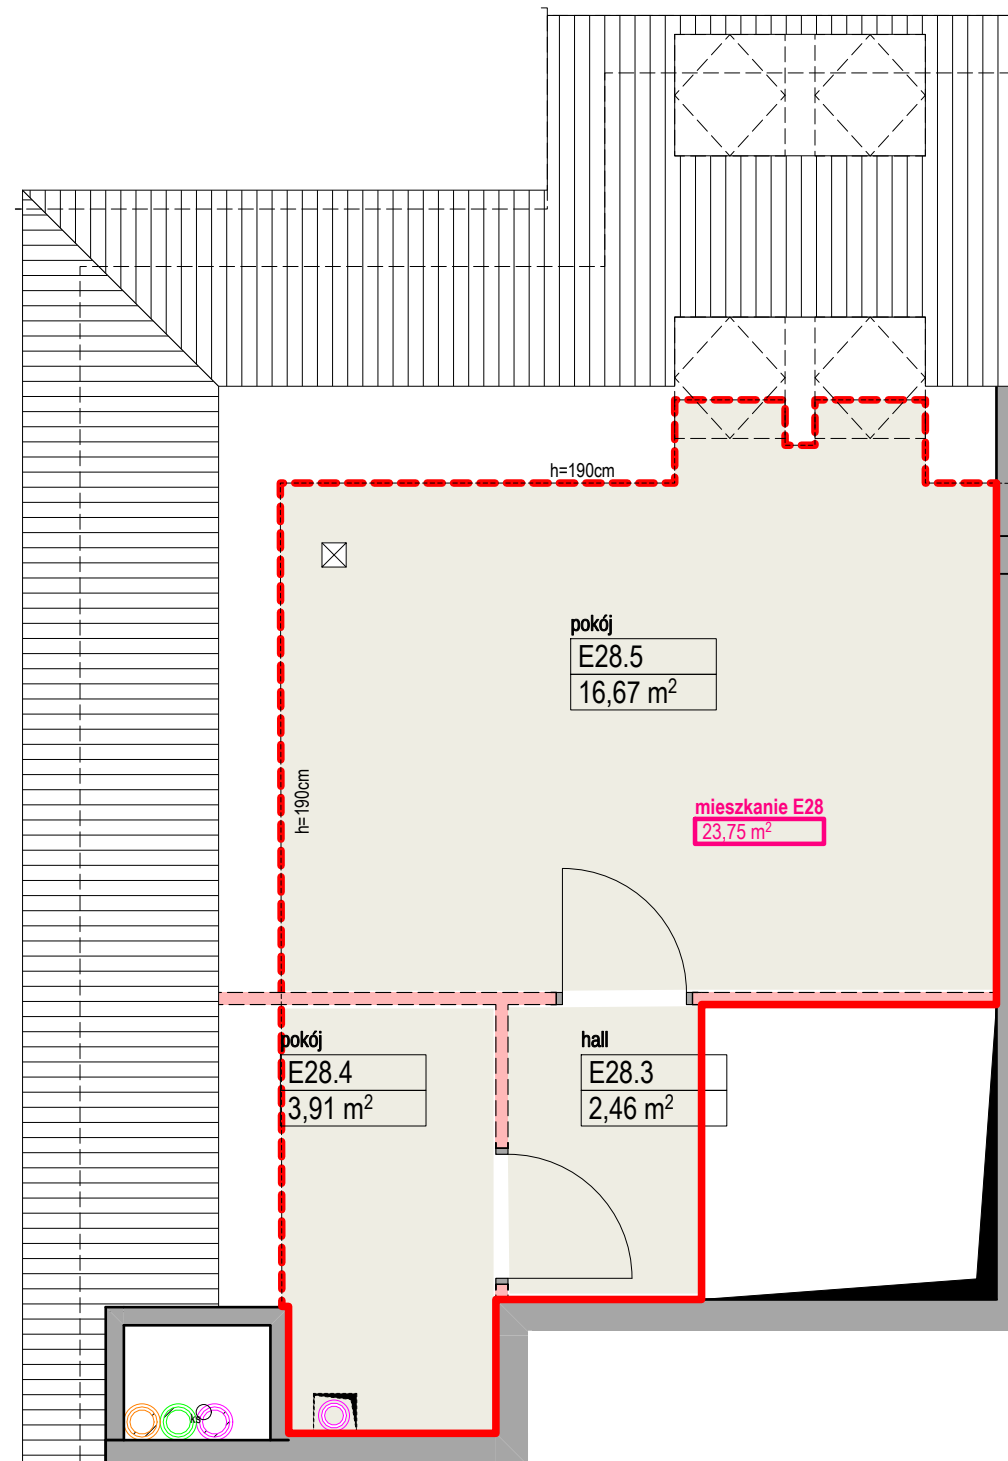 h=190cm
pokój
E28.5
16,67 m²
h=190cm
mieszkanie E28
23,75 m²
pokój
E28.4
3,91 m²
hall
E28.3
2,46 m²
ks